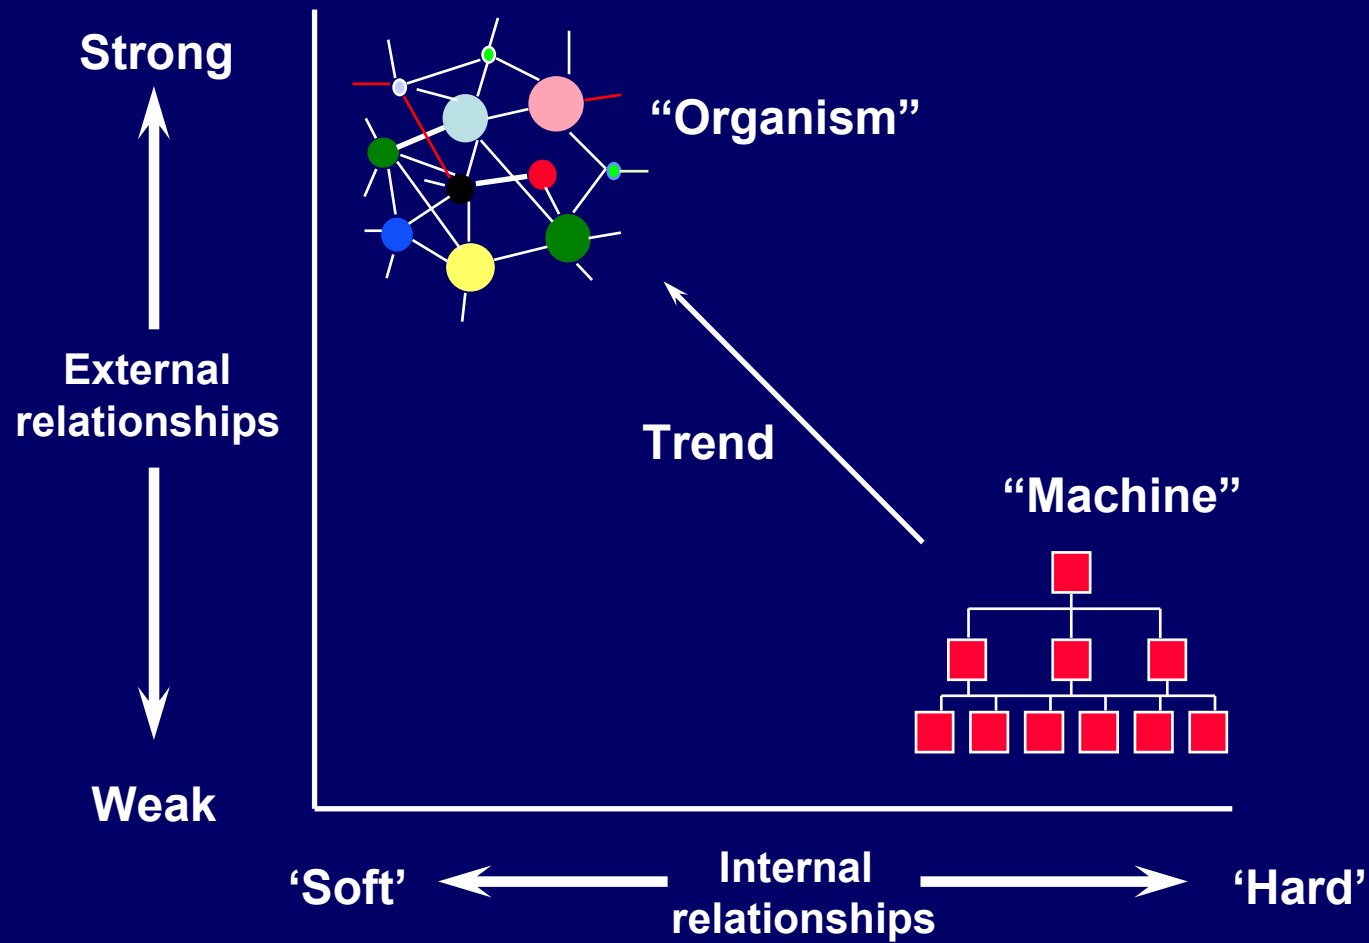 Strong
“Organism”
External
relationships
Trend
“Machine”
Weak
‘Soft’
Internal
relationships
‘Hard’